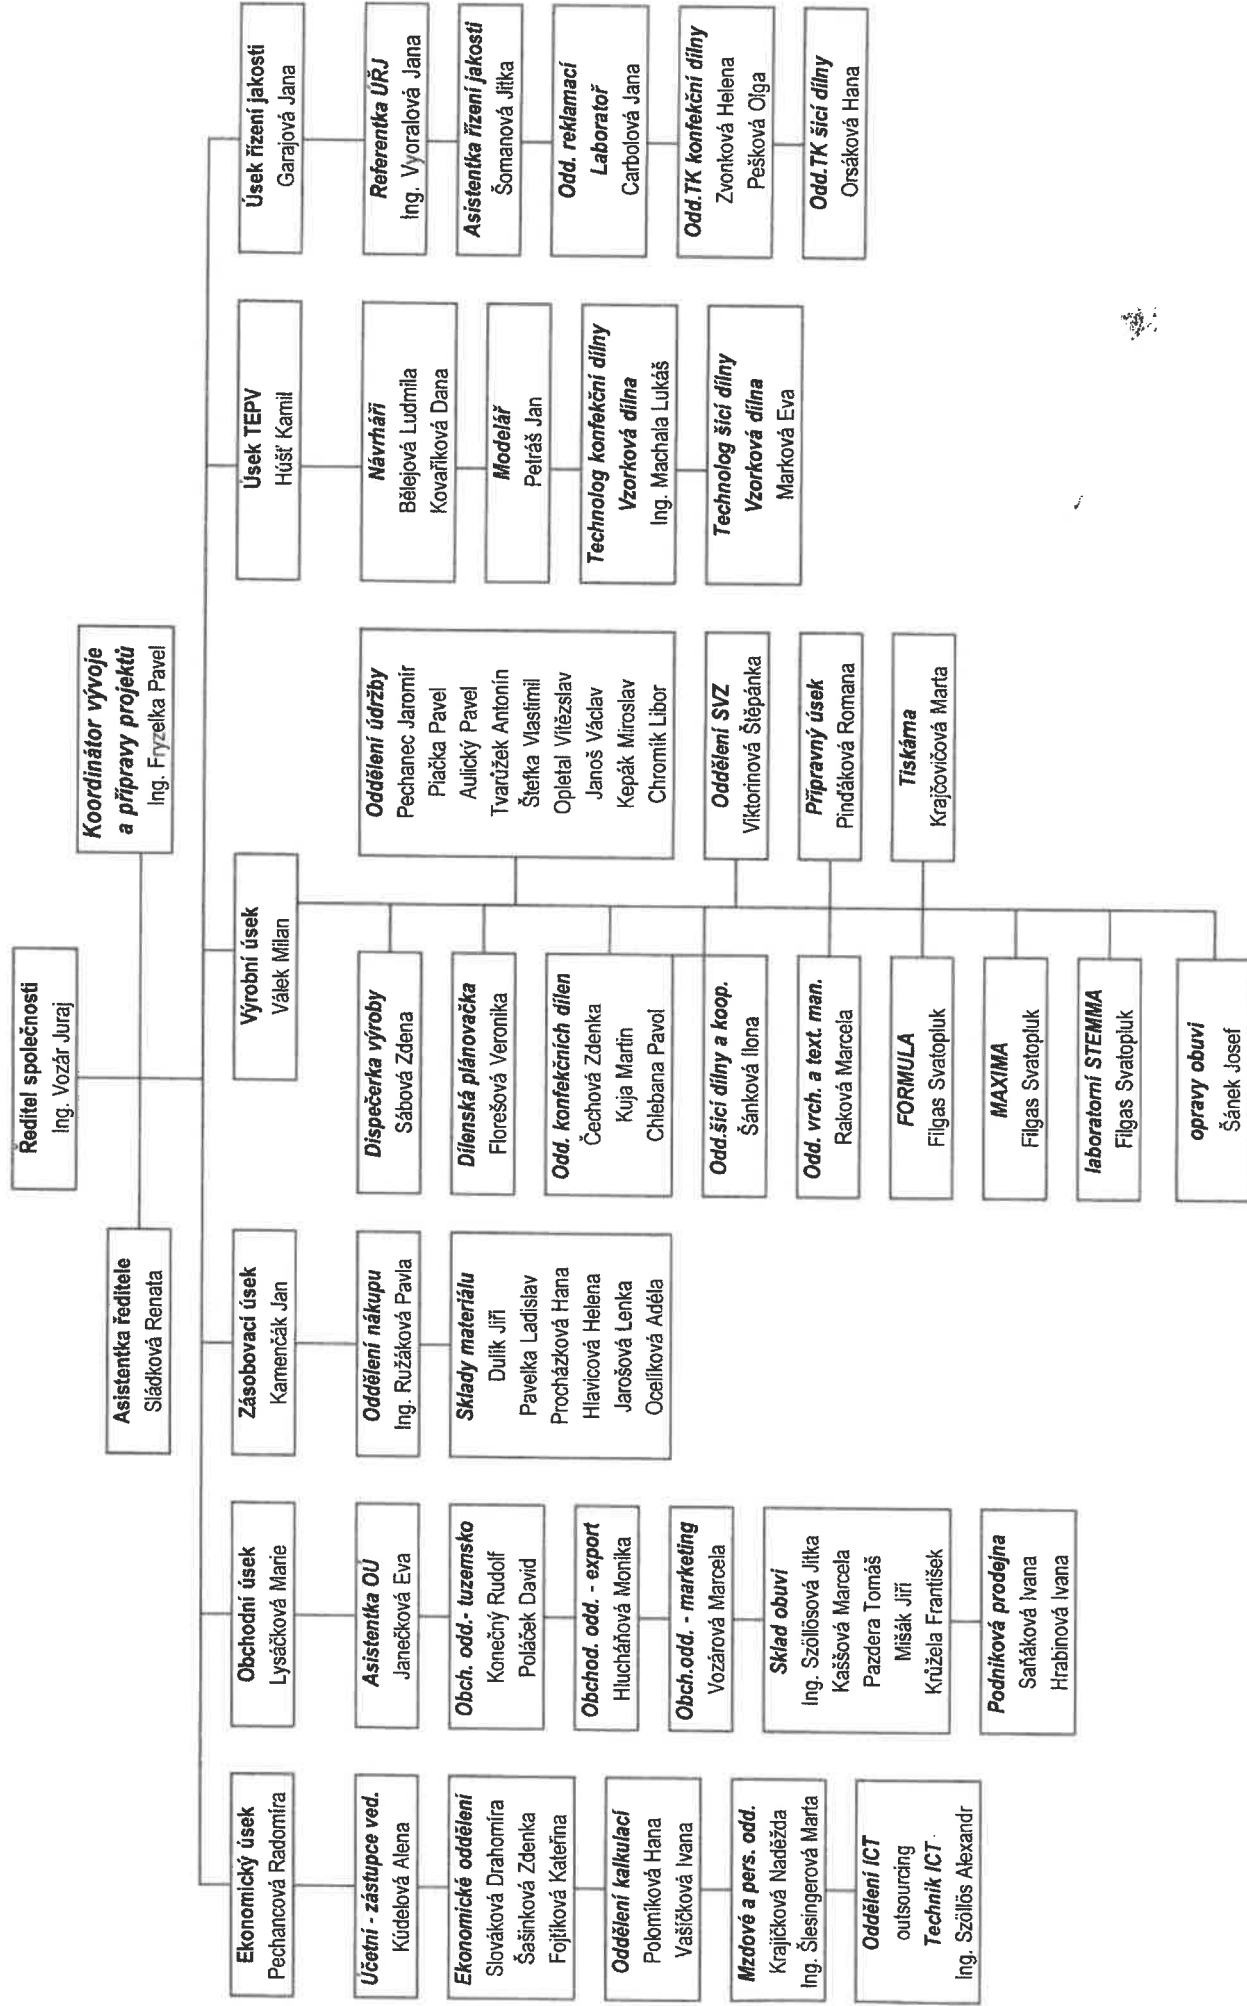 Ředitel společnosti
Ing. Vozár Juraj
Asistentka ředitele
Sládková Renata
Koordinátor vývoje
a přípravy projektů
Ing. Fryzelka Pavel
Ekonomický úsek
Pechancová Radomíra
Účetní - zástupce ved.
Kúdelová Alena
Ekonomické oddělení
Slováková Drahomíra
Šašinková Zdenka
Fojtíková Kateřina
Oddělení kalkulací
Polomíková Hana
Vašíčková Ivana
Mzdové a pers. odd.
Krajíčková Naděžda
Ing. Šlesingerová Marta
Oddělení ICT
outsourcing
Technik ICT
Ing. Szöllös Alexandr
Obchodní úsek
Lysáčková Marie
Asistentka OÚ
Janečková Eva
Obch. odd.- tuzemsko
Konečný Rudolf
Poláček David
Obchod. odd. - export
Hlucháňová Monika
Obch.odd. - marketing
Vozárová Marcela
Sklad obuvi
Ing. Szöllösová Jitka
Kaššová Marcela
Pazdera Tomáš
Mišák Jiří
Krůžela František
Podniková prodejna
Saňáková Ivana
Hrabinová Ivana
Zásobovací úsek
Kamenčák Jan
Oddělení nákupu
Ing. Ružáková Pavla
Sklady materiálu
Dulík Jiří
Pavelka Ladislav
Procházková Hana
Hlavicová Helena
Jarošová Lenka
Ocelíková Adéla
Výrobní úsek
Válek Milan
Dispečerka výroby
Sábová Zdena
Dílenská plánovačka
Florešová Veronika
Odd. konfekčních dílen
Čechová Zdenka
Kuja Martin
Chlebana Pavol
Odd.šicí dílny a koop.
Šánková Ilona
Odd. vrch. a text. man.
Raková Marcela
FORMULA
Filgas Svatopluk
MAXIMA
Filgas Svatopluk
laboratorní STEMMA
Filgas Svatopluk
opravy obuvi
Šánek Josef
Oddělení údržby
Pechanec Jaromír
Piačka Pavel
Aulický Pavel
Tvarůžek Antonín
Štefka Vlastimil
Opletal Vítězslav
Janoš Václav
Kepák Miroslav
Chromík Libor
Oddělení SVZ
Viktorinová Štěpánka
Přípravný úsek
Pinďáková Romana
Tiskárna
Krajčovičová Marta
Úsek TEPV
Húšť Kamil
Návrháři
Bělejová Ludmila
Kovaříková Dana
Modelář
Petráš Jan
Technolog konfekční dílny
Vzorková dílna
Ing. Machala Lukáš
Technolog šicí dílny
Vzorková dílna
Marková Eva
Úsek řízení jakosti
Garajová Jana
Referentka ÚŘJ
Ing. Vyoralová Jana
Asistentka řízení jakosti
Šomanová Jitka
Odd. reklamací
Laboratoř
Carbolová Jana
Odd.TK konfekční dílny
Zvonková Helena
Pešková Olga
Odd.TK šicí dílny
Orsáková Hana